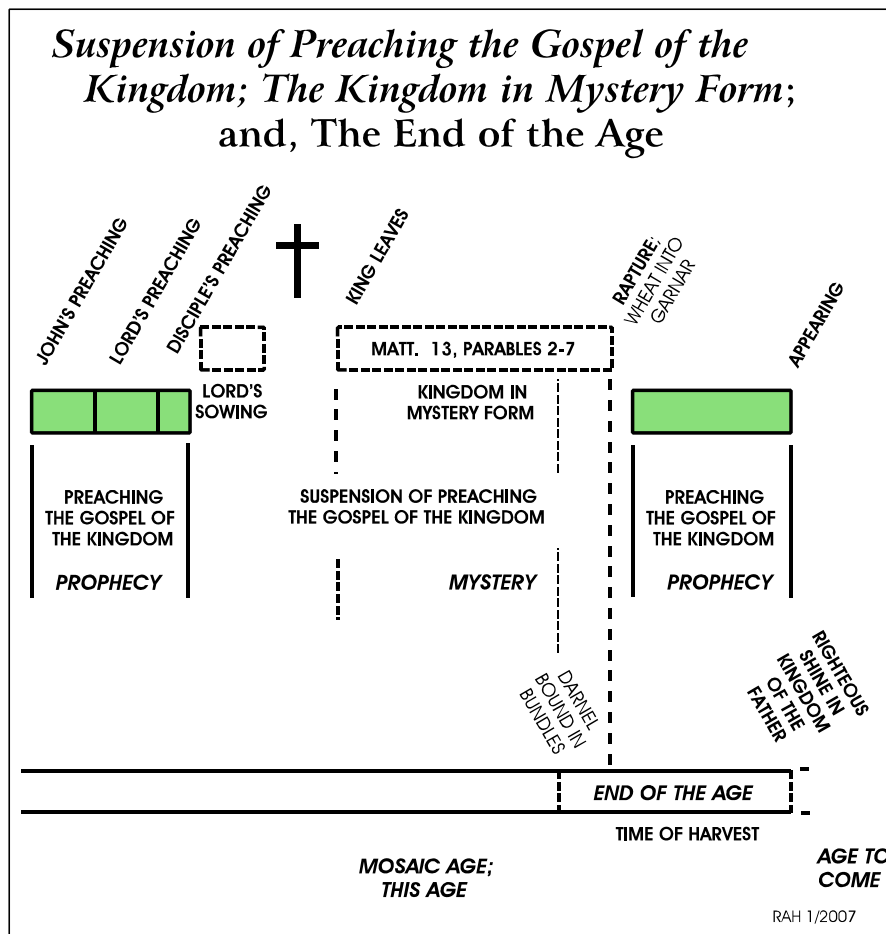 Suspension of Preaching the Gospel of the
Kingdom; The Kingdom in Mystery Form;
and, The End of the Age
JOHN'S PREACHING
LORD'S PREACHING
DISCIPLE'S PREACHING
KING LEAVES
RAPTURE;
WHEAT INTO
GARNAR
APPEARING
MATT. 13, PARABLES 2-7
LORD'S
SOWING
KINGDOM IN
MYSTERY FORM
PREACHING
THE GOSPEL OF
THE KINGDOM
PROPHECY
SUSPENSION OF PREACHING
THE GOSPEL OF THE KINGDOM
MYSTERY
PREACHING
THE GOSPEL OF
THE KINGDOM
PROPHECY
DARNEL
BOUND IN
BUNDLES
RIGHTEOUS
SHINE IN
KINGDOM
OF THE
FATHER
END OF THE AGE
TIME OF HARVEST
MOSAIC AGE;
THIS AGE
AGE TO
COME
RAH 1/2007